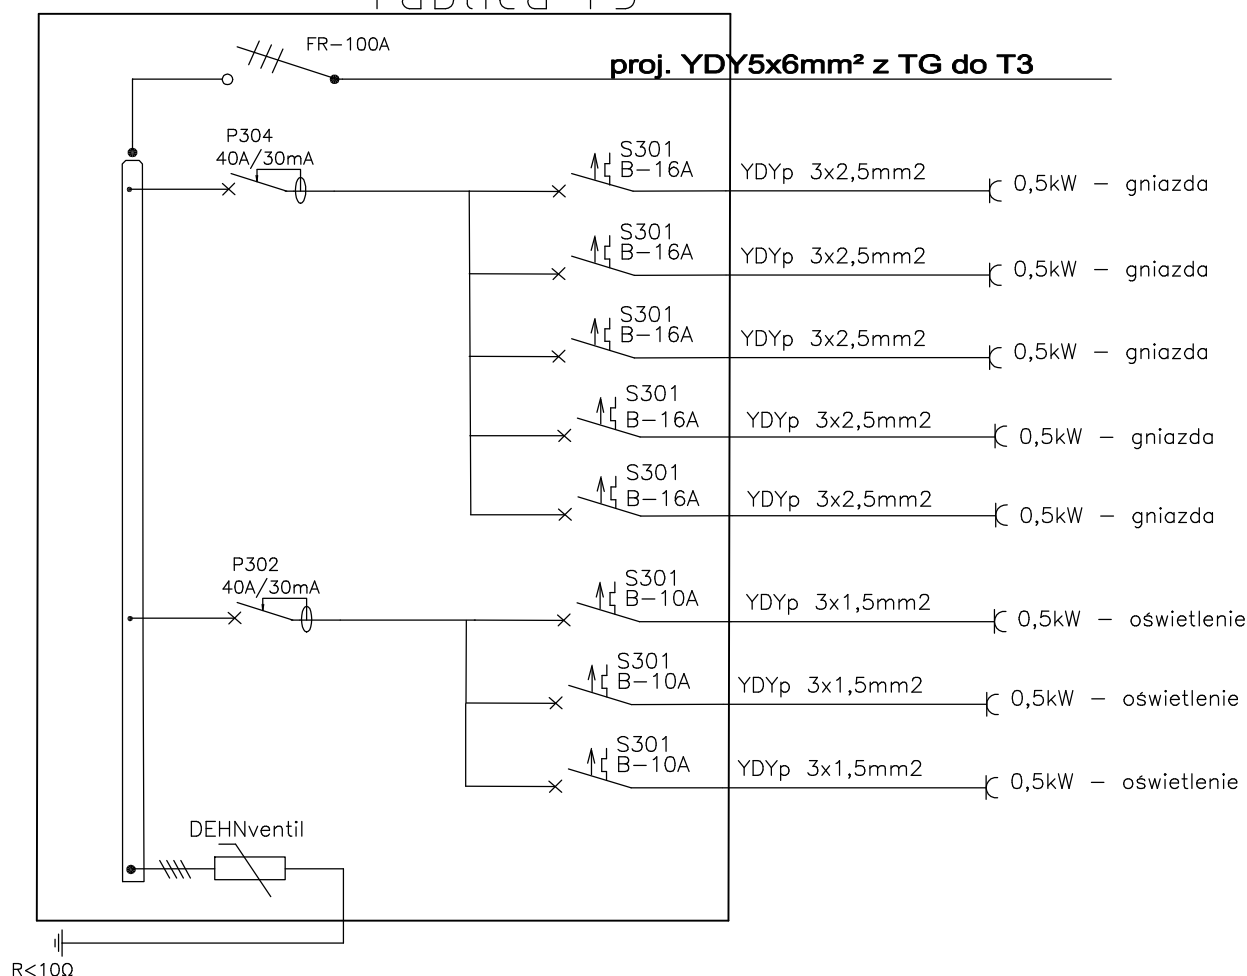 Tablica T3
FR-100A
proj. YDY5x6mm² z TG do T3
P304
40A/30mA
S301
B-16A
YDYp 3x2,5mm2
0,5kW - gniazda
S301
B-16A
YDYp 3x2,5mm2
0,5kW - gniazda
S301
B-16A
YDYp 3x2,5mm2
0,5kW - gniazda
S301
B-16A
YDYp 3x2,5mm2
0,5kW - gniazda
S301
B-16A
YDYp 3x2,5mm2
0,5kW - gniazda
P302
40A/30mA
S301
B-10A
YDYp 3x1,5mm2
0,5kW - oświetlenie
S301
B-10A
YDYp 3x1,5mm2
0,5kW - oświetlenie
S301
B-10A
YDYp 3x1,5mm2
0,5kW - oświetlenie
DEHNventil
R<10Ω